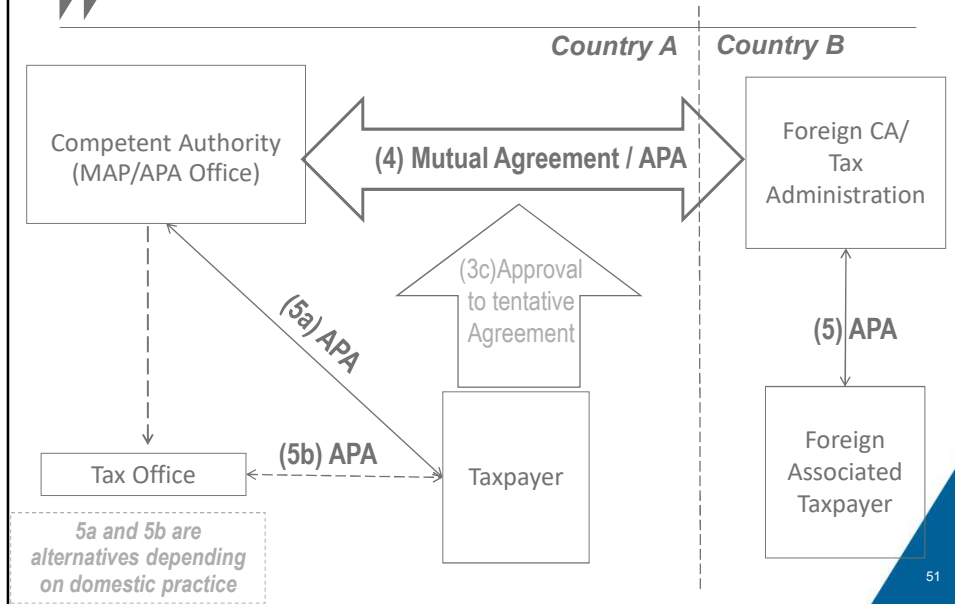 Country A
Country B
Competent Authority
(MAP/APA Office)
(4) Mutual Agreement / APA
Foreign CA/
Tax
Administration
(3c)Approval
to tentative
Agreement
(5a) APA
(5) APA
Tax Office
(5b) APA
Taxpayer
Foreign
Associated
Taxpayer
5a and 5b are
alternatives depending
on domestic practice
51